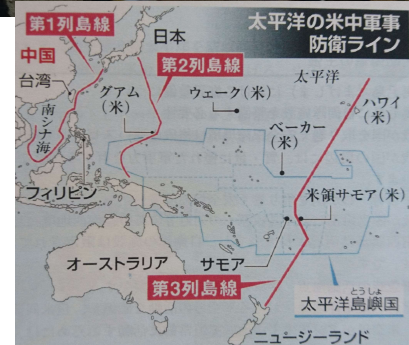 太平洋の米中軍事
防衛ライン
第1列島線
日本
中国
第2列島線
台湾
太平洋
グアム
(米)
ウェーク(米)
ハワイ
(米)
南シナ海
ベーカー
(米)
フィリピン
米領サモア(米)
オーストラリア
サモア
第3列島線
とうしょ
太平洋島嶼国
ニュージーランド